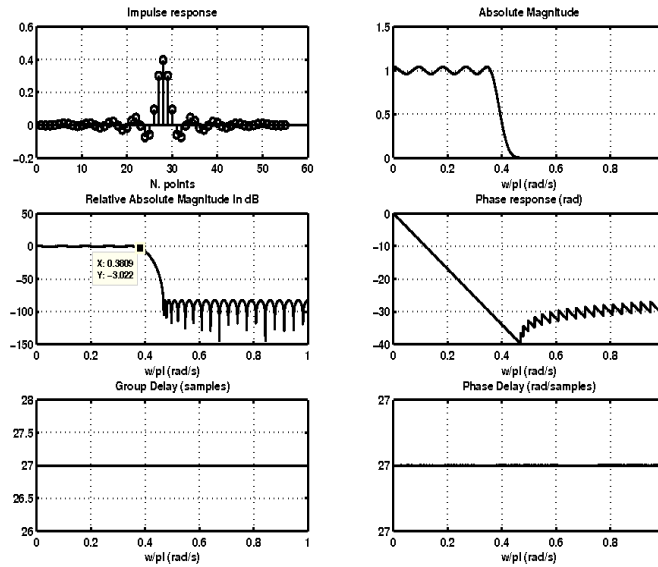 Impulse response
0.6
0.4
0.2
0
−0.2
0 10 20 30 40 50 60
N. points
Absolute Magnitude
1.5
1
0.5
0
0 0.2 0.4 0.6 0.8
w/pi (rad/s)
Relative Absolute Magnitude in dB
50
0
−50
−100
−150
X: 0.3809
Y: −3.022
0 0.2 0.4 0.6 0.8 1
w/pi (rad/s)
Phase response (rad)
0
−10
−20
−30
−40
0 0.2 0.4 0.6 0.8
w/pi (rad/s)
Group Delay (samples)
28
27.5
27
26.5
26
0 0.2 0.4 0.6 0.8 1
w/pi (rad/s)
Phase Delay (rad/samples)
27
27
27
0 0.2 0.4 0.6 0.8
w/pi (rad/s)